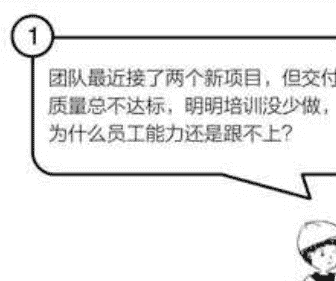 1
团队最近接了两个新项目，但交付
质量总不达标，明明培训没少做，
为什么员工能力还是跟不上？